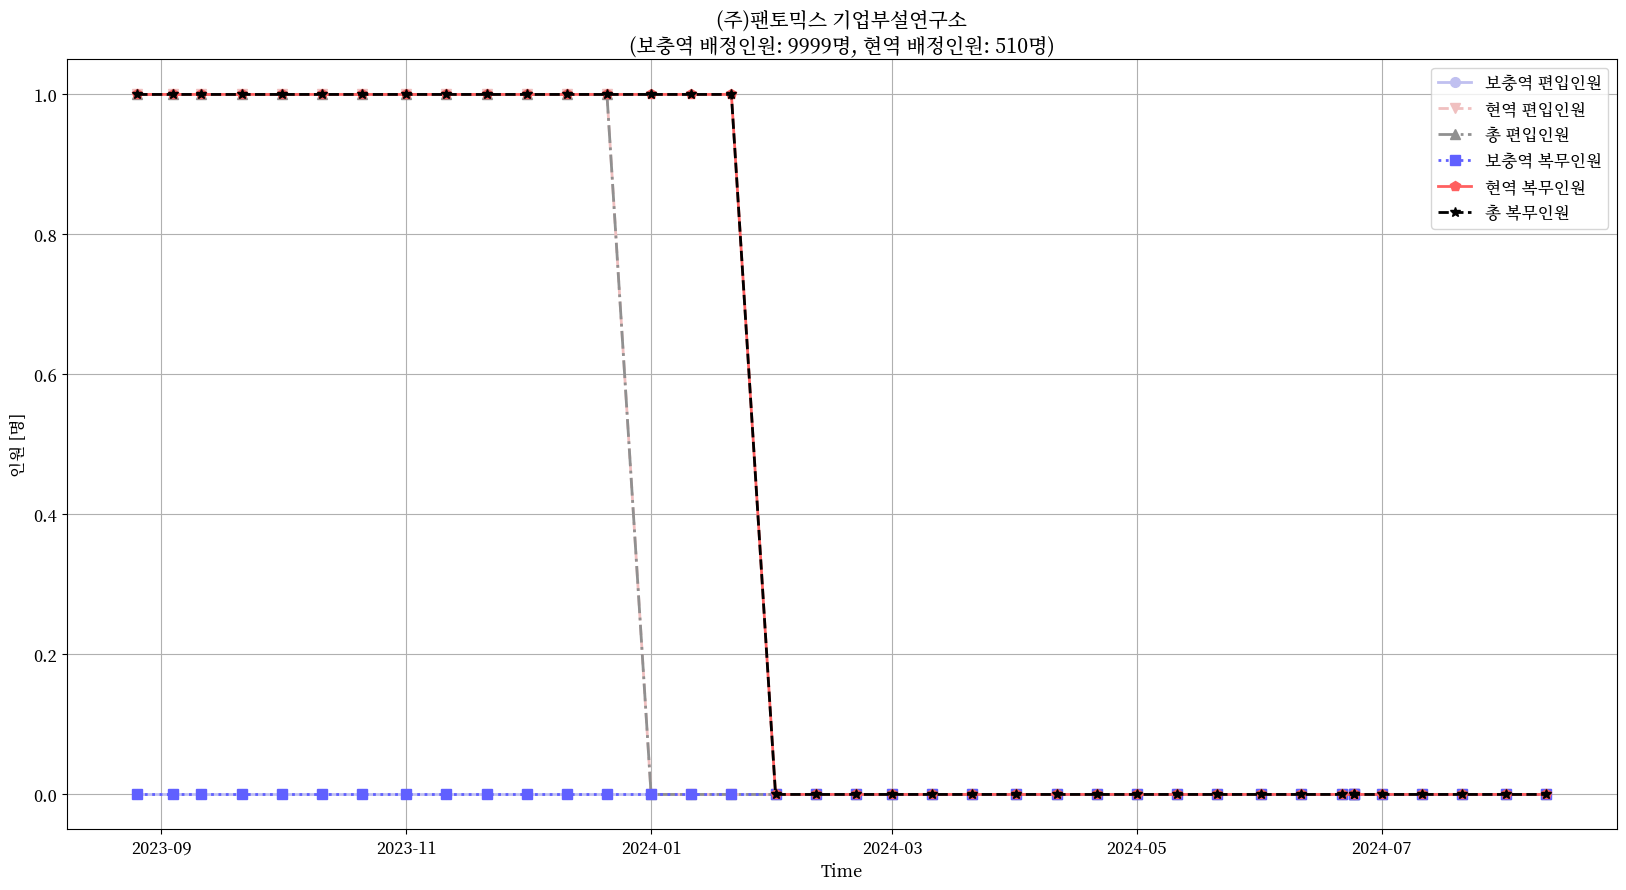 (주)팬토믹스 기업부설연구소
(보충역 배정인원: 9999명, 현역 배정인원: 510명)
보충역 편입인원
현역 편입인원
총 편입인원
보충역 복무인원
현역 복무인원
총 복무인원
1.0
0.8
0.6
0.4
0.2
0.0
인원 [명]
2023-09
2023-11
2024-01
2024-03
2024-05
2024-07
Time